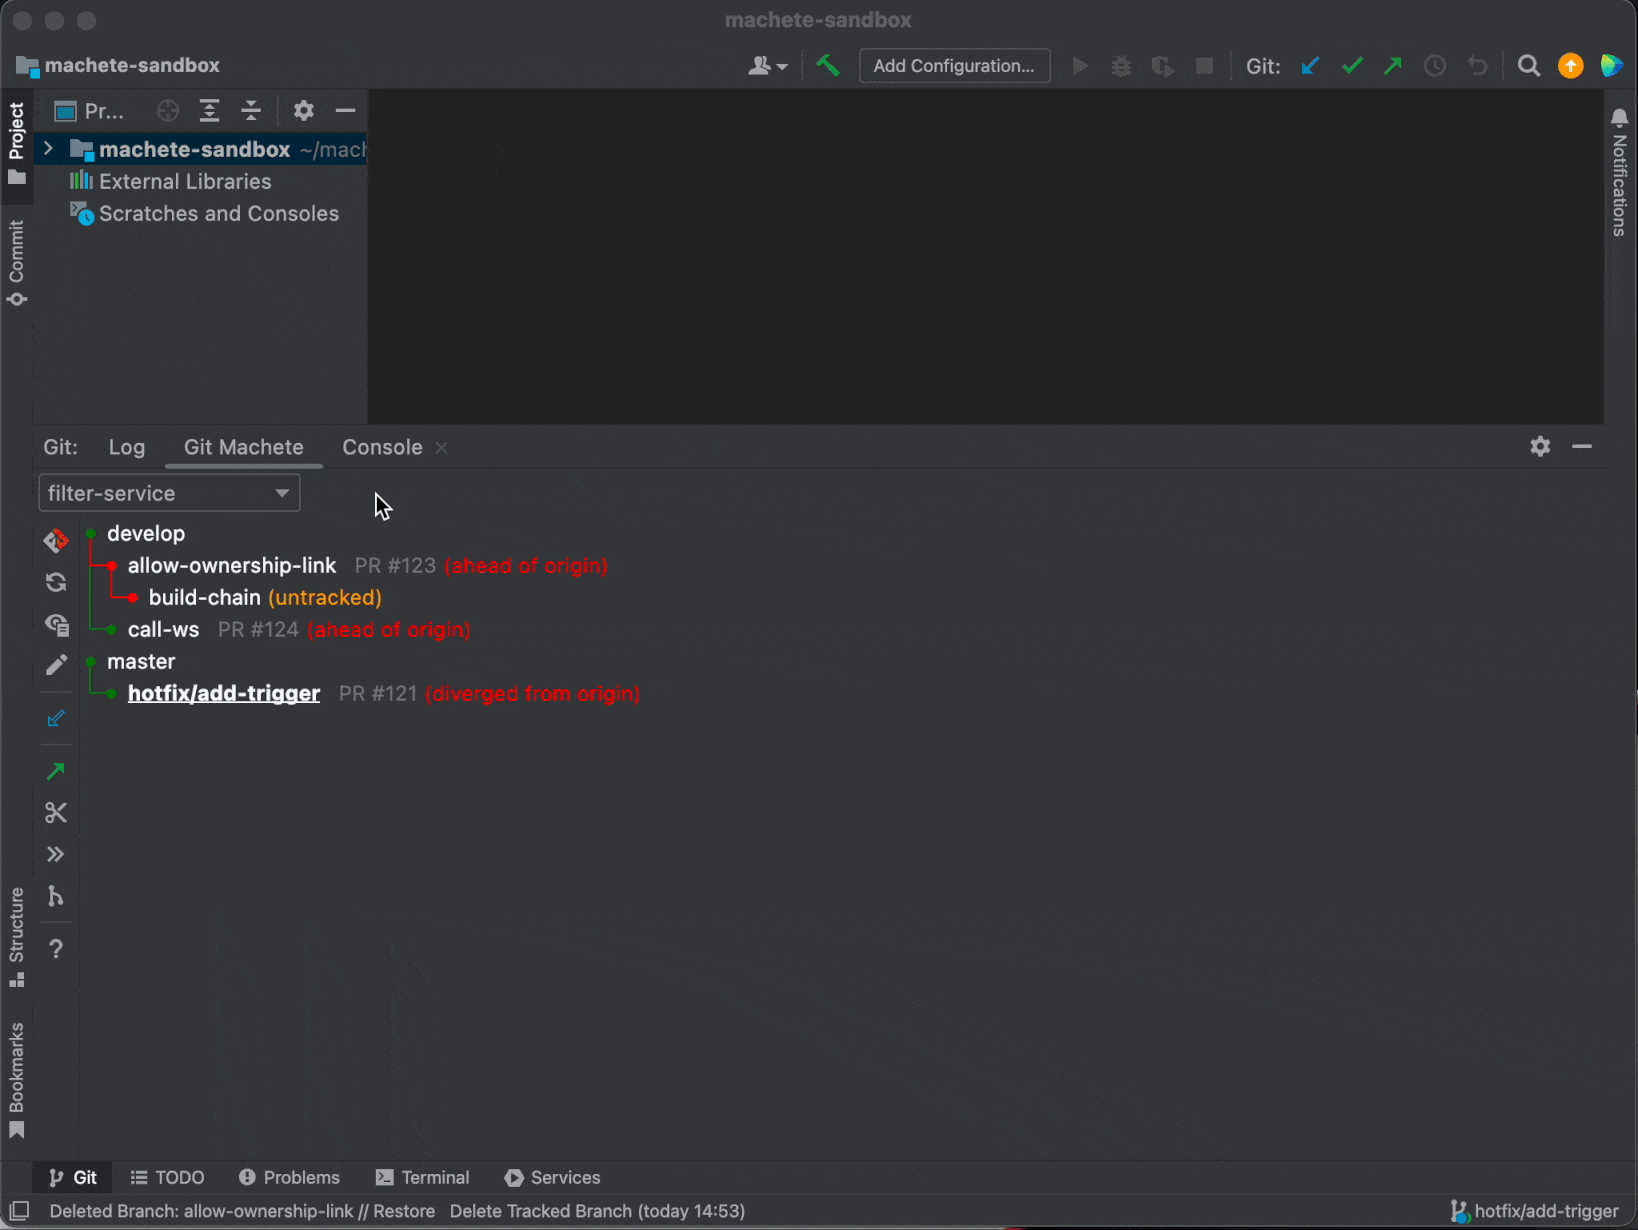 machete-sandbox
machete-sandbox
Add Configuration...
Git:
Pr...
machete-sandbox ~/mach
External Libraries
Scratches and Consoles
Project
Commit
Structure
Bookmarks
Notifications
Git: Log Git Machete Console
filter-service
develop
allow-ownership-link PR #123 (ahead of origin)
build-chain (untracked)
call-ws PR #124 (ahead of origin)
master
hotfix/add-trigger PR #121 (diverged from origin)
?
Git TODO Problems Terminal Services
Deleted Branch: allow-ownership-link // Restore Delete Tracked Branch (today 14:53) hotfix/add-trigger